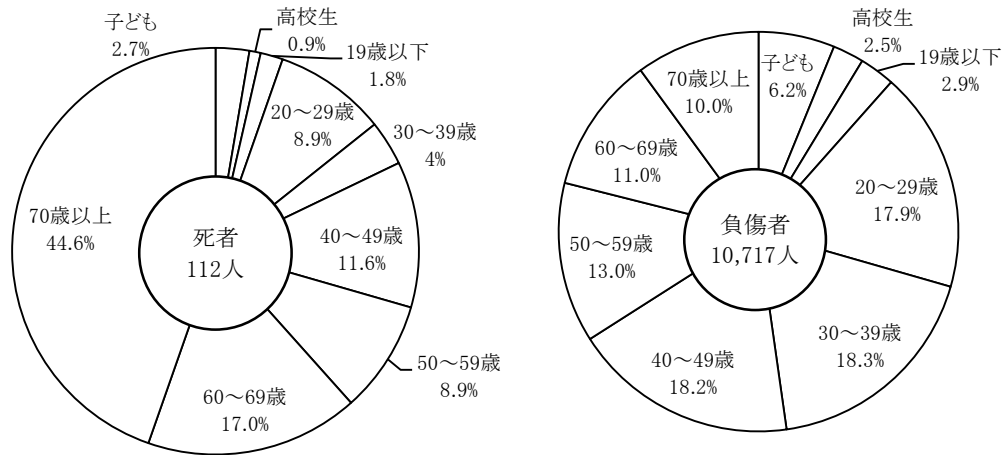 子ども
2.7%
高校生
0.9%
19歳以下
1.8%
20～29歳
8.9%
30～39歳
4%
40～49歳
11.6%
50～59歳
8.9%
60～69歳
17.0%
70歳以上
44.6%
死者
112人
子ども
6.2%
高校生
2.5%
19歳以下
2.9%
20～29歳
17.9%
30～39歳
18.3%
40～49歳
18.2%
50～59歳
13.0%
60～69歳
11.0%
70歳以上
10.0%
負傷者
10,717人